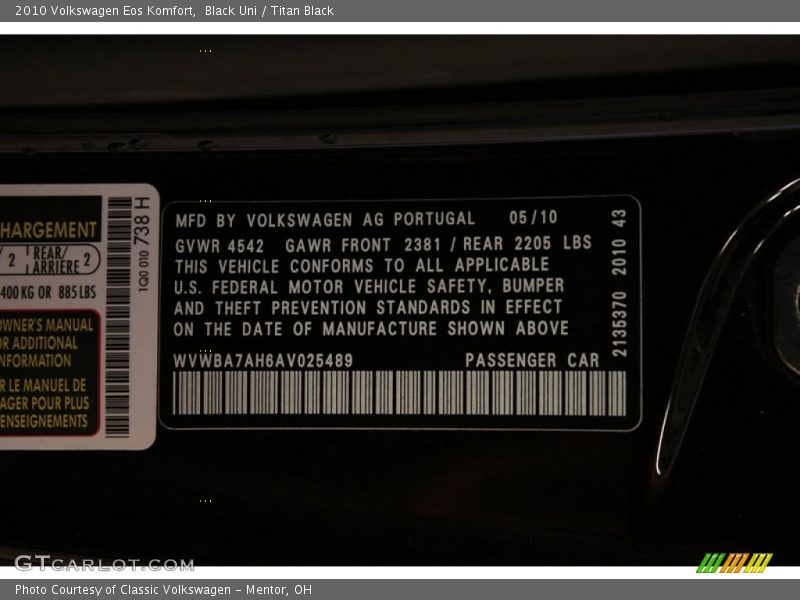 2010 Volkswagen Eos Komfort,  Black Uni / Titan Black
HARGEMENT
2 REAR/ ARRIÈRE 2
400 KG OR 885 LBS
OWNER'S MANUAL
OR ADDITIONAL
NFORMATION
R LE MANUEL DE
AGER POUR PLUS
ENSEIGNEMENTS
1Q0 010 738 H
MFD BY VOLKSWAGEN AG PORTUGAL 05/10
GVWR 4542 GAWR FRONT 2381 / REAR 2205 LBS
THIS VEHICLE CONFORMS TO ALL APPLICABLE
U.S. FEDERAL MOTOR VEHICLE SAFETY, BUMPER
AND THEFT PREVENTION STANDARDS IN EFFECT
ON THE DATE OF MANUFACTURE SHOWN ABOVE
WVWBA7AH6AV025489 PASSENGER CAR
2135370 2010 43
GTCARLOT.COM
Photo Courtesy of Classic Volkswagen - Mentor, OH